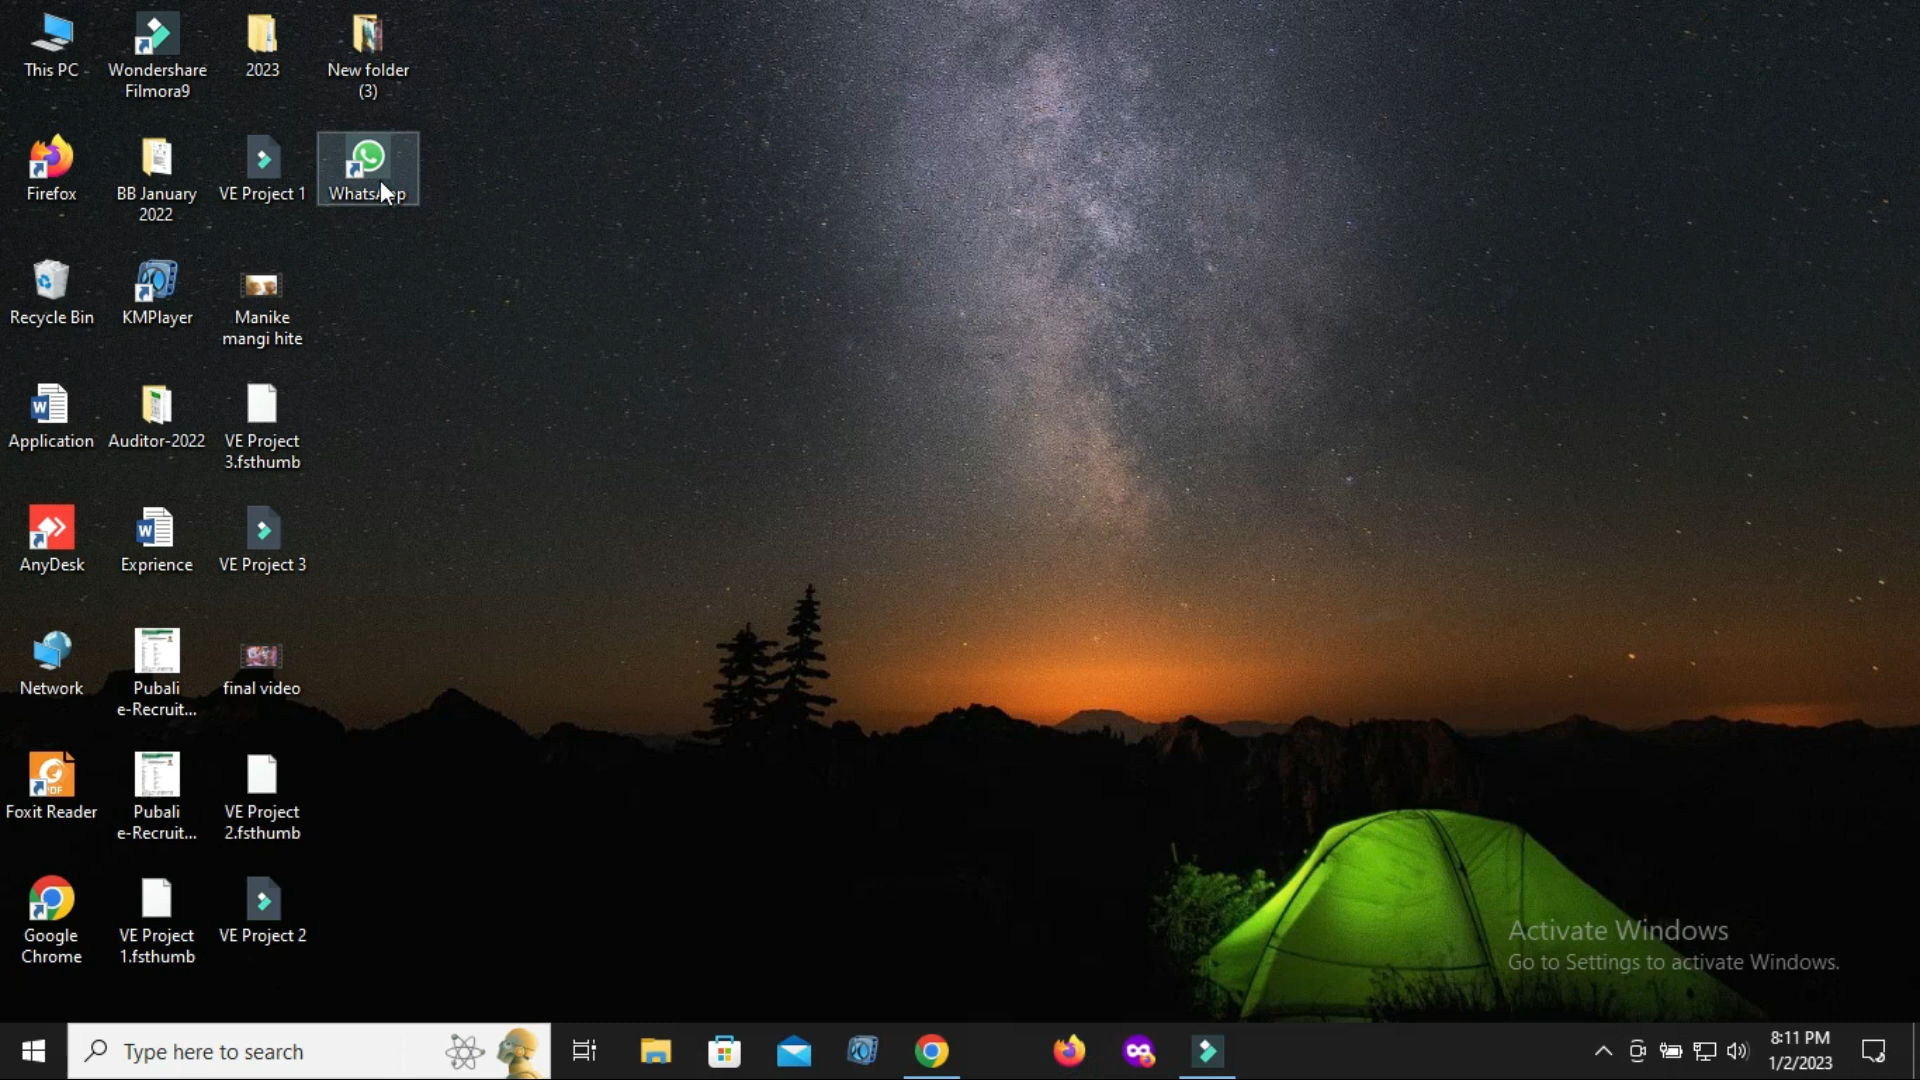 This PC
Wondershare
Filmora9
2023
New folder
(3)
Firefox
BB January
2022
VE Project 1
WhatsApp
Recycle Bin
KMPlayer
Manike
mangi hite
Application
Auditor-2022
VE Project
3.fsthumb
AnyDesk
Exprience
VE Project 3
Network
Pubali
e-Recruit...
final video
Foxit Reader
Pubali
e-Recruit...
VE Project
2.fsthumb
Google
Chrome
VE Project
1.fsthumb
VE Project 2
Activate Windows
Go to Settings to activate Windows.
Type here to search
8:11 PM
1/2/2023